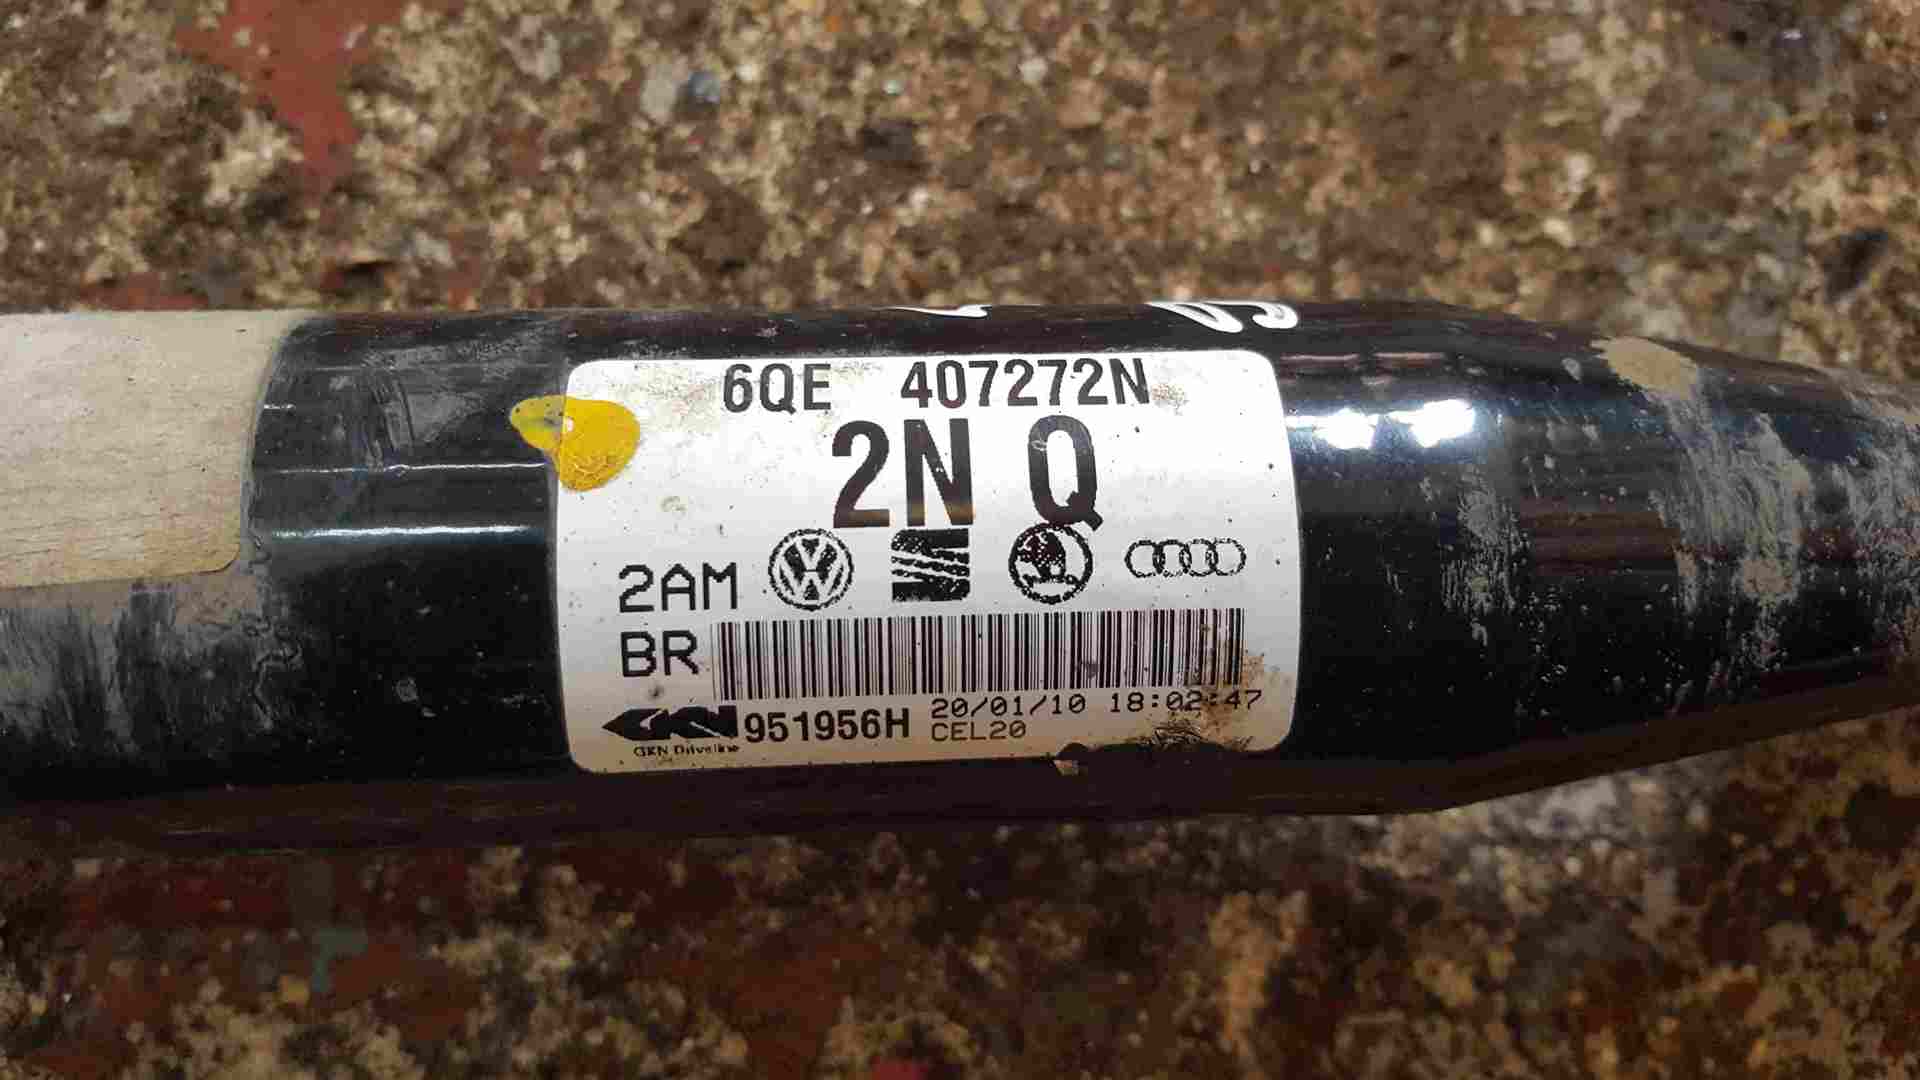 6QE 407272N
2N Q
2AM
BR
GKN 951956H 20/01/10 18:02:47
CEL20
GKN Driveline